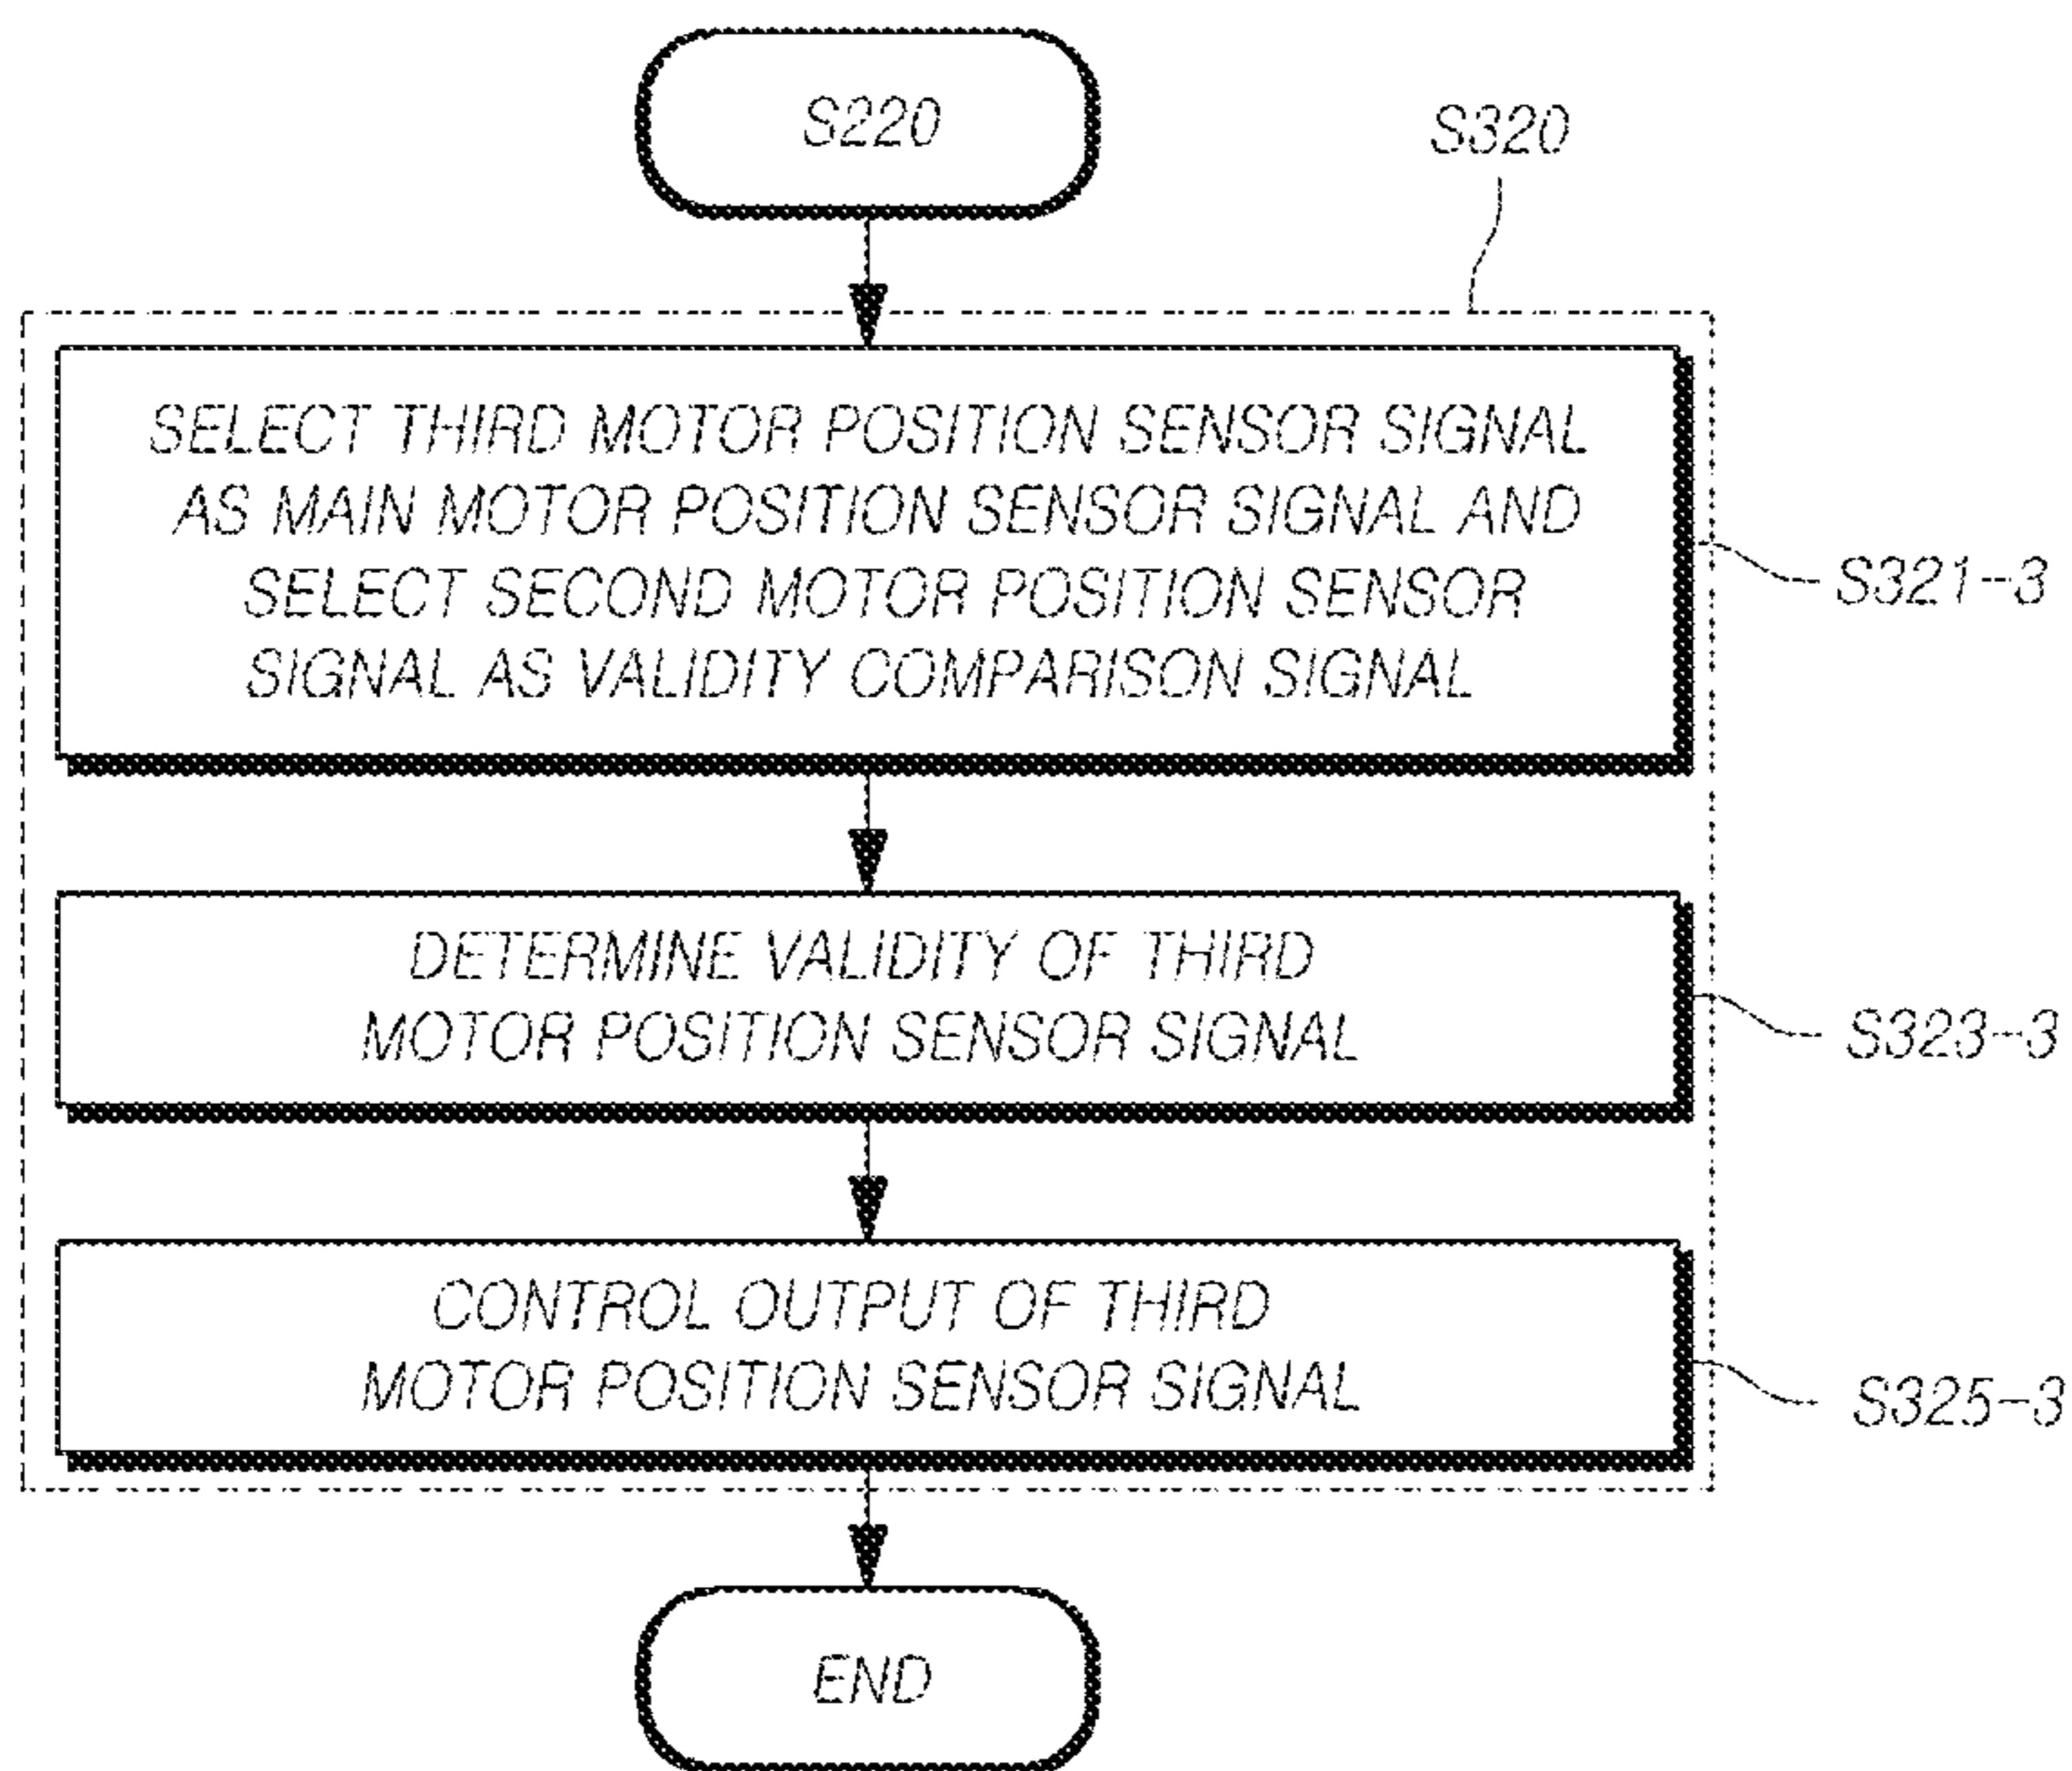 S220
S320
SELECT THIRD MOTOR POSITION SENSOR SIGNAL
AS MAIN MOTOR POSITION SENSOR SIGNAL AND
SELECT SECOND MOTOR POSITION SENSOR
SIGNAL AS VALIDITY COMPARISON SIGNAL
S321-3
DETERMINE VALIDITY OF THIRD
MOTOR POSITION SENSOR SIGNAL
S323-3
CONTROL OUTPUT OF THIRD
MOTOR POSITION SENSOR SIGNAL
S325-3
END